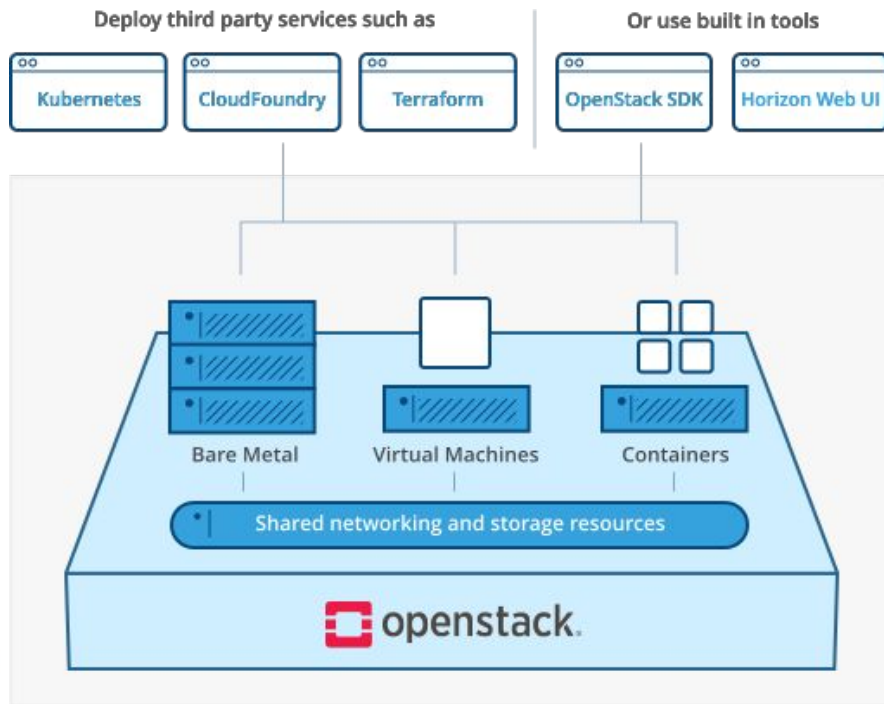 Deploy third party services such as
Or use built in tools
Kubernetes
CloudFoundry
Terraform
OpenStack SDK
Horizon Web UI
Bare Metal
Virtual Machines
Containers
Shared networking and storage resources
openstack.